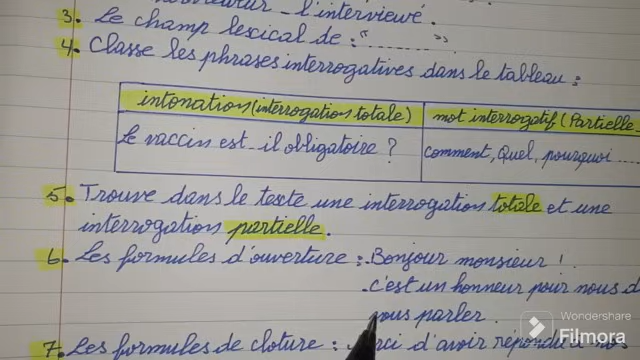 l'interviewé.
3. Le champ lexical de : "........."
4. Classe les phrases interrogatives dans le tableau :
intonation (interrogation totale) mot interrogatif (Partielle
Le vaccin est-il obligatoire ? comment, Quel, pourquoi ....
5. Trouve dans le texte une interrogation totale et une
interrogation partielle.
6. Les formules d'ouverture : . Bonjour monsieur !
. c'est un honneur pour nous d
vous parler.
7. Les formules de cloture : d'avoir répondu à
Wondershare
Filmora